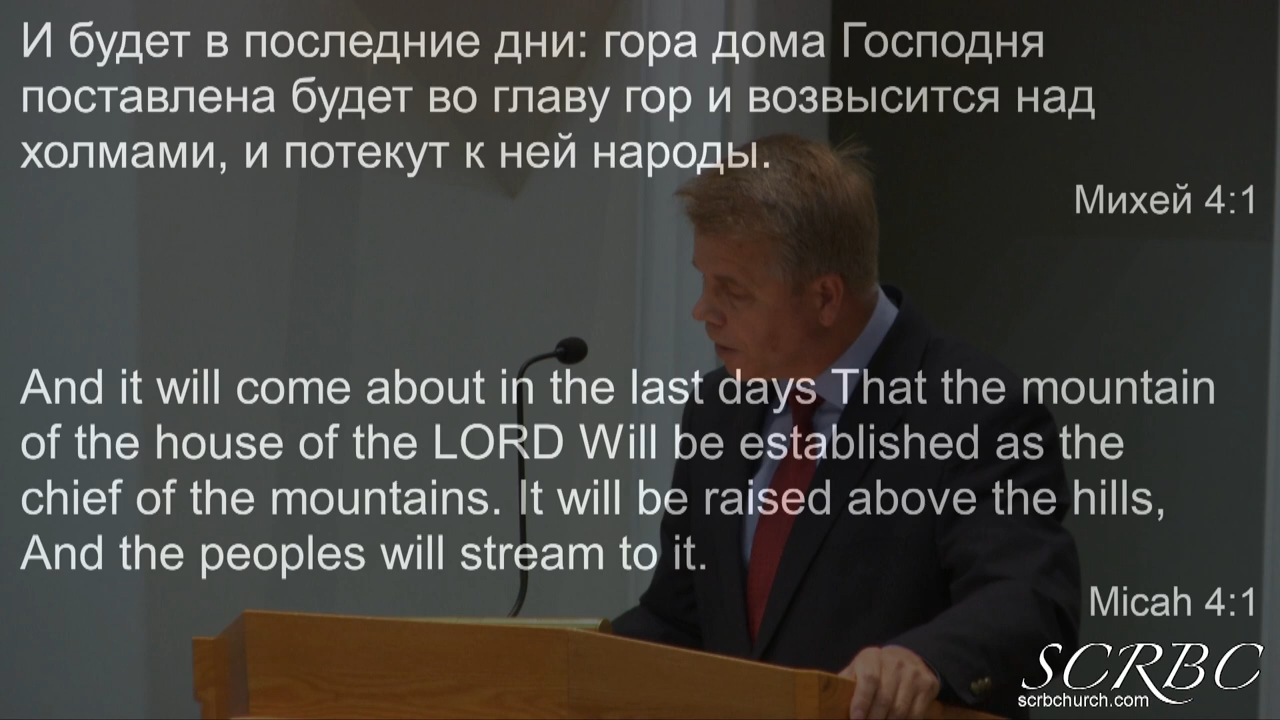 И будет в последние дни: гора дома Господня
поставлена будет во главу гор и возвысится над
холмами, и потекут к ней народы.
Михей 4:1
And it will come about in the last days That the mountain
of the house of the LORD Will be established as the
chief of the mountains. It will be raised above the hills,
And the peoples will stream to it.
Micah 4:1
SCRBC
scrbchurch.com